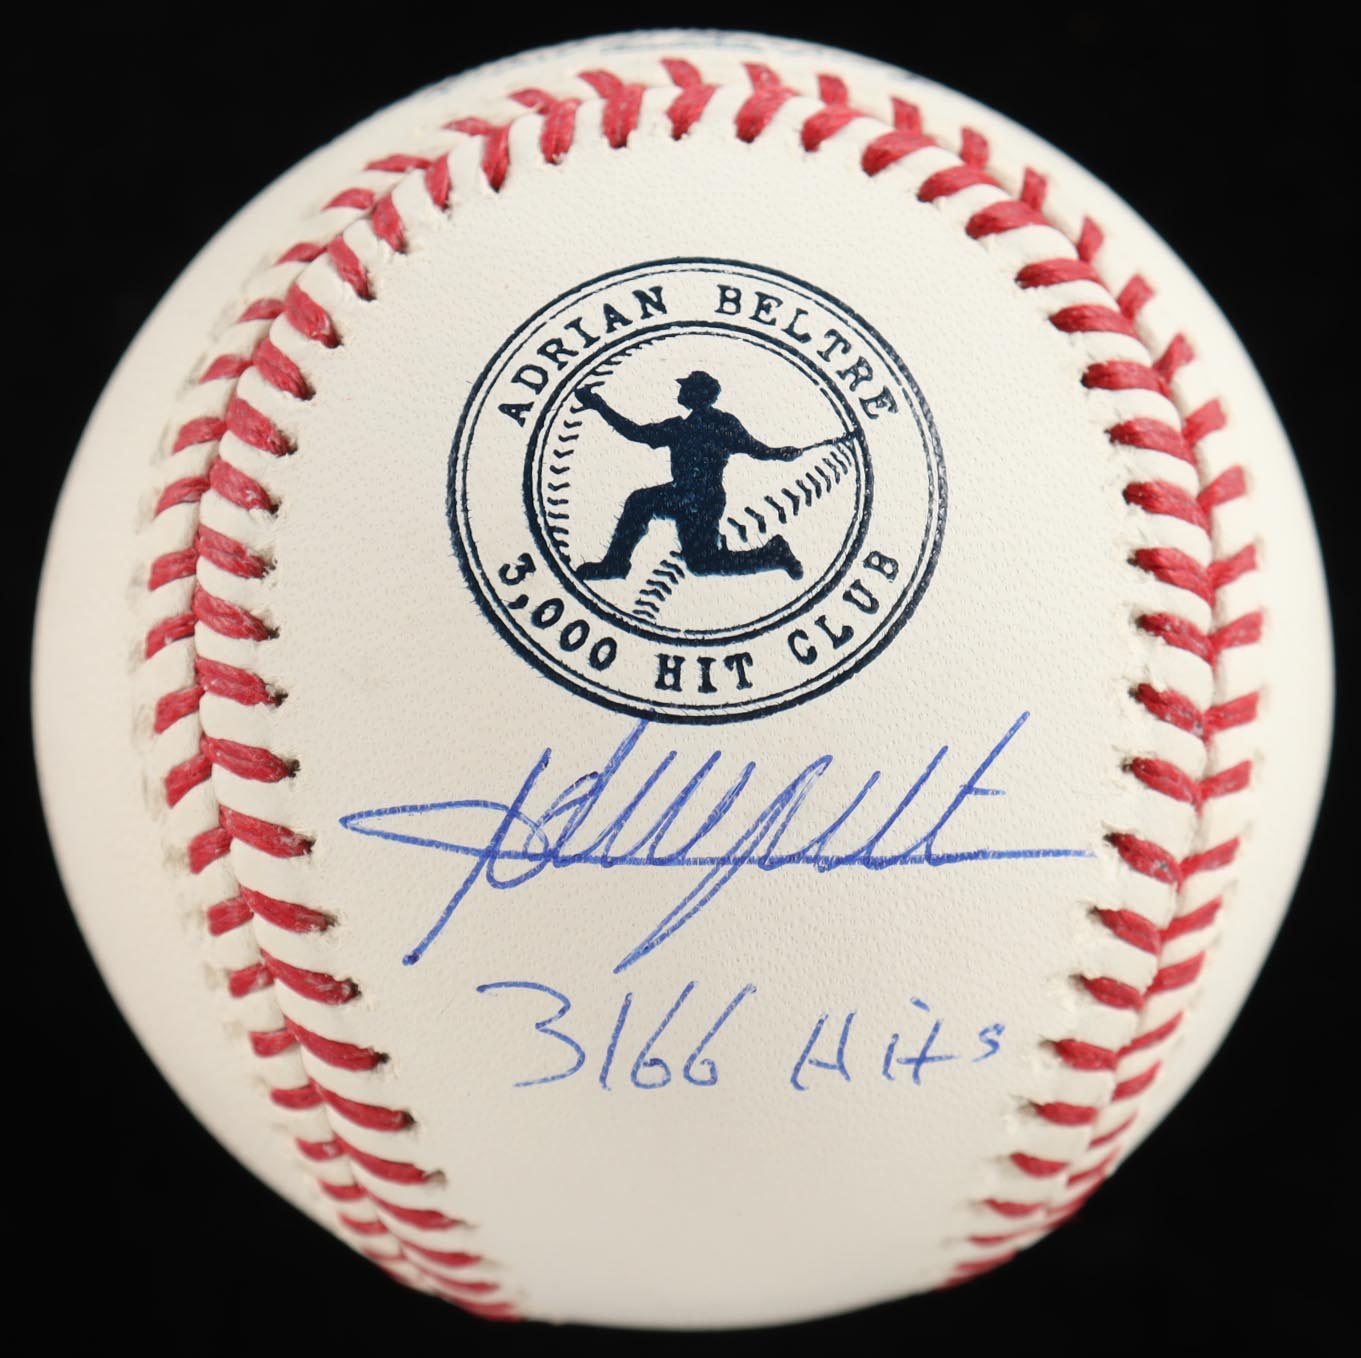 ADRIAN BELTRE
3,000 HIT CLUB
3166 Hits